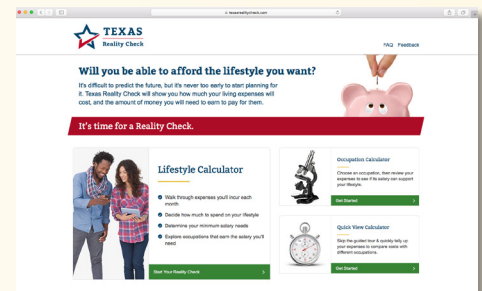 texasrealitycheck.com
TEXAS
Reality Check
FAQ Feedback
Will you be able to afford the lifestyle you want?
It's difficult to predict the future, but it's never too early to start planning for
it. Texas Reality Check will show you how much your living expenses will
cost, and the amount of money you will need to earn to pay for them.
It's time for a Reality Check.
Lifestyle Calculator
Walk through expenses you'll incur each
month
Decide how much to spend on your lifestyle
Determine your minimum salary needs
Explore occupations that earn the salary you'll
need
Start Your Reality Check
Occupation Calculator
Choose an occupation, then review your
expenses to see if its salary can support
your lifestyle.
Get Started
Quick View Calculator
Skip the guided tour & quickly tally up
your expenses to compare costs with
different occupations.
Get Started